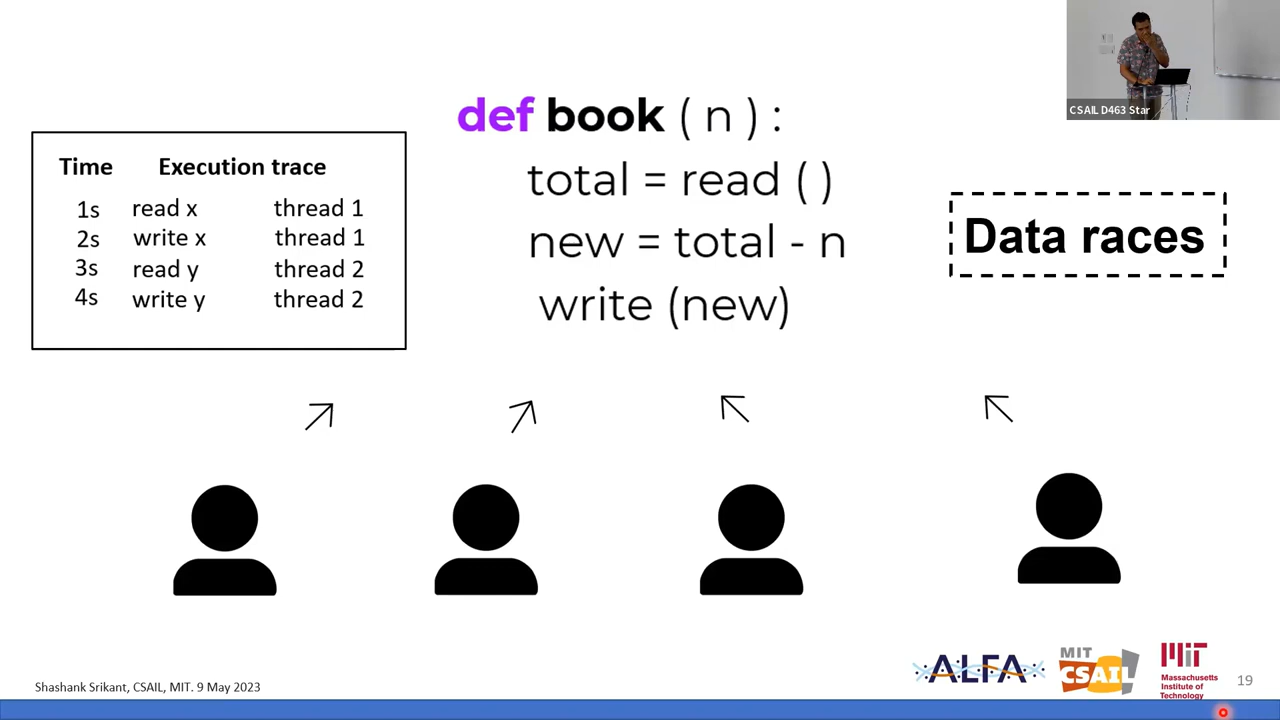 CSAIL D463 Star
def book ( n ) :
total = read ( )
new = total - n
write (new)
Time Execution trace
1s read x thread 1
2s write x thread 1
3s read y thread 2
4s write y thread 2
Data races
Shashank Srikant, CSAIL, MIT. 9 May 2023
ALFA
MIT
CSAIL
MIT
Massachusetts
Institute of
Technology
19